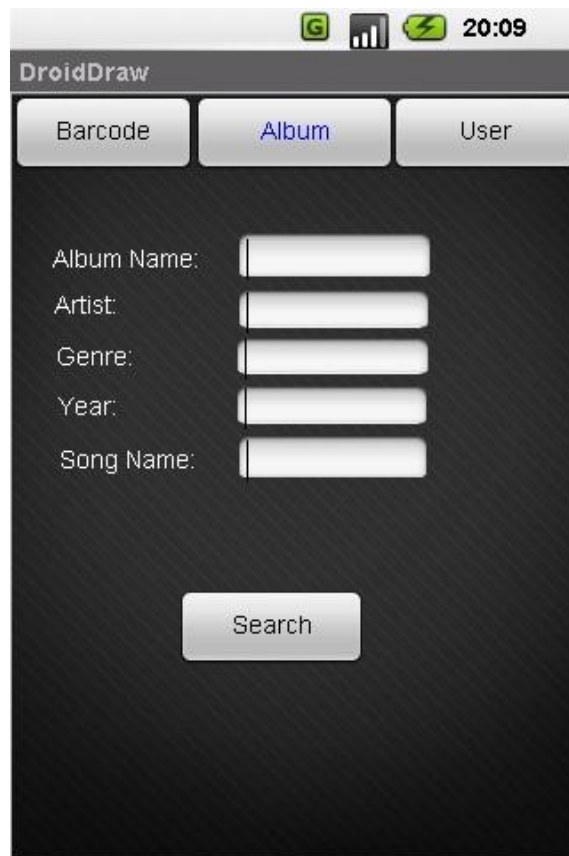 G 20:09
DroidDraw
Barcode Album User
Album Name:
Artist:
Genre:
Year:
Song Name:
Search